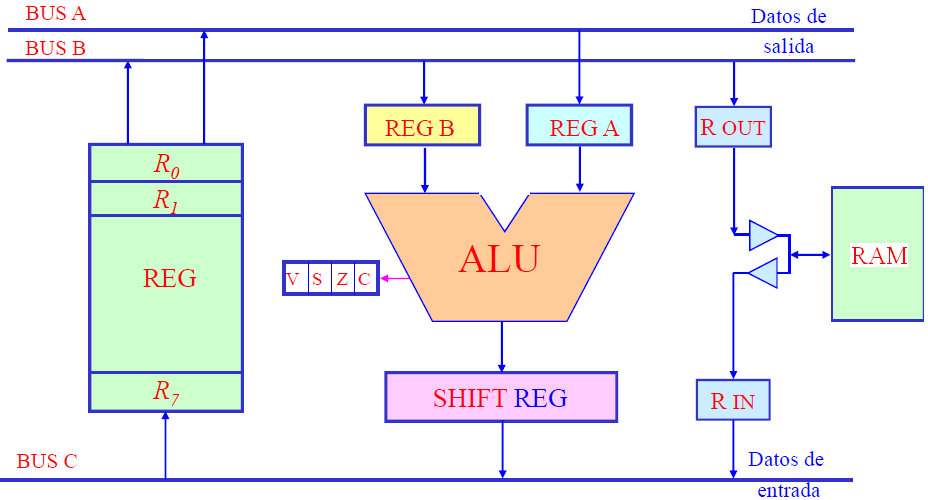 BUS A
Datos de
salida
BUS B
REG B
REG A
R OUT
R0
R1
REG
R7
ALU
V S Z C
RAM
SHIFT REG
R IN
BUS C
Datos de
entrada